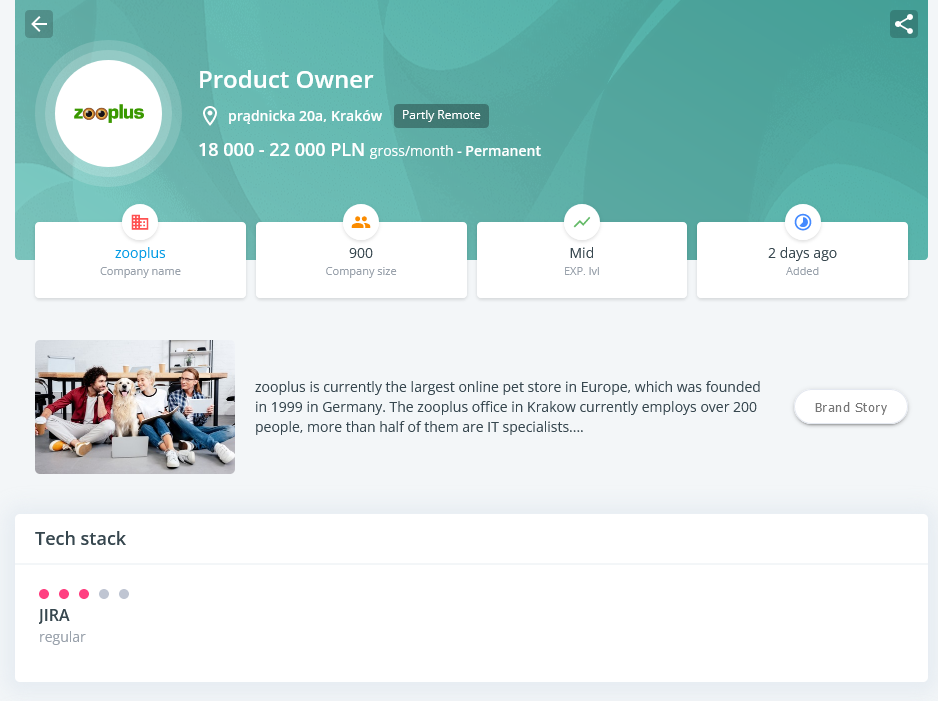 Product Owner
zooplus
prądnicka 20a, Kraków Partly Remote
18 000 - 22 000 PLN gross/month - Permanent
zooplus
Company name
900
Company size
Mid
EXP. lvl
2 days ago
Added
zooplus is currently the largest online pet store in Europe, which was founded
in 1999 in Germany. The zooplus office in Krakow currently employs over 200
people, more than half of them are IT specialists....
Brand Story
Tech stack
JIRA
regular